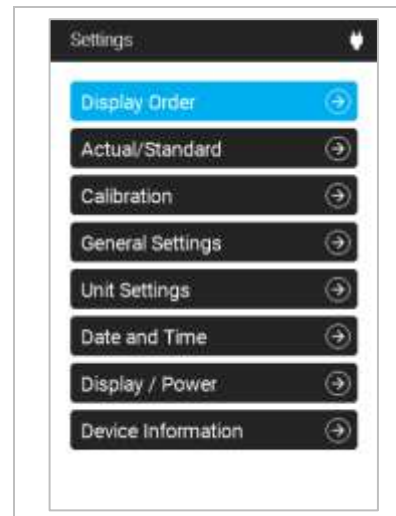 Settings
Display Order
Actual/Standard
Calibration
General Settings
Unit Settings
Date and Time
Display / Power
Device Information